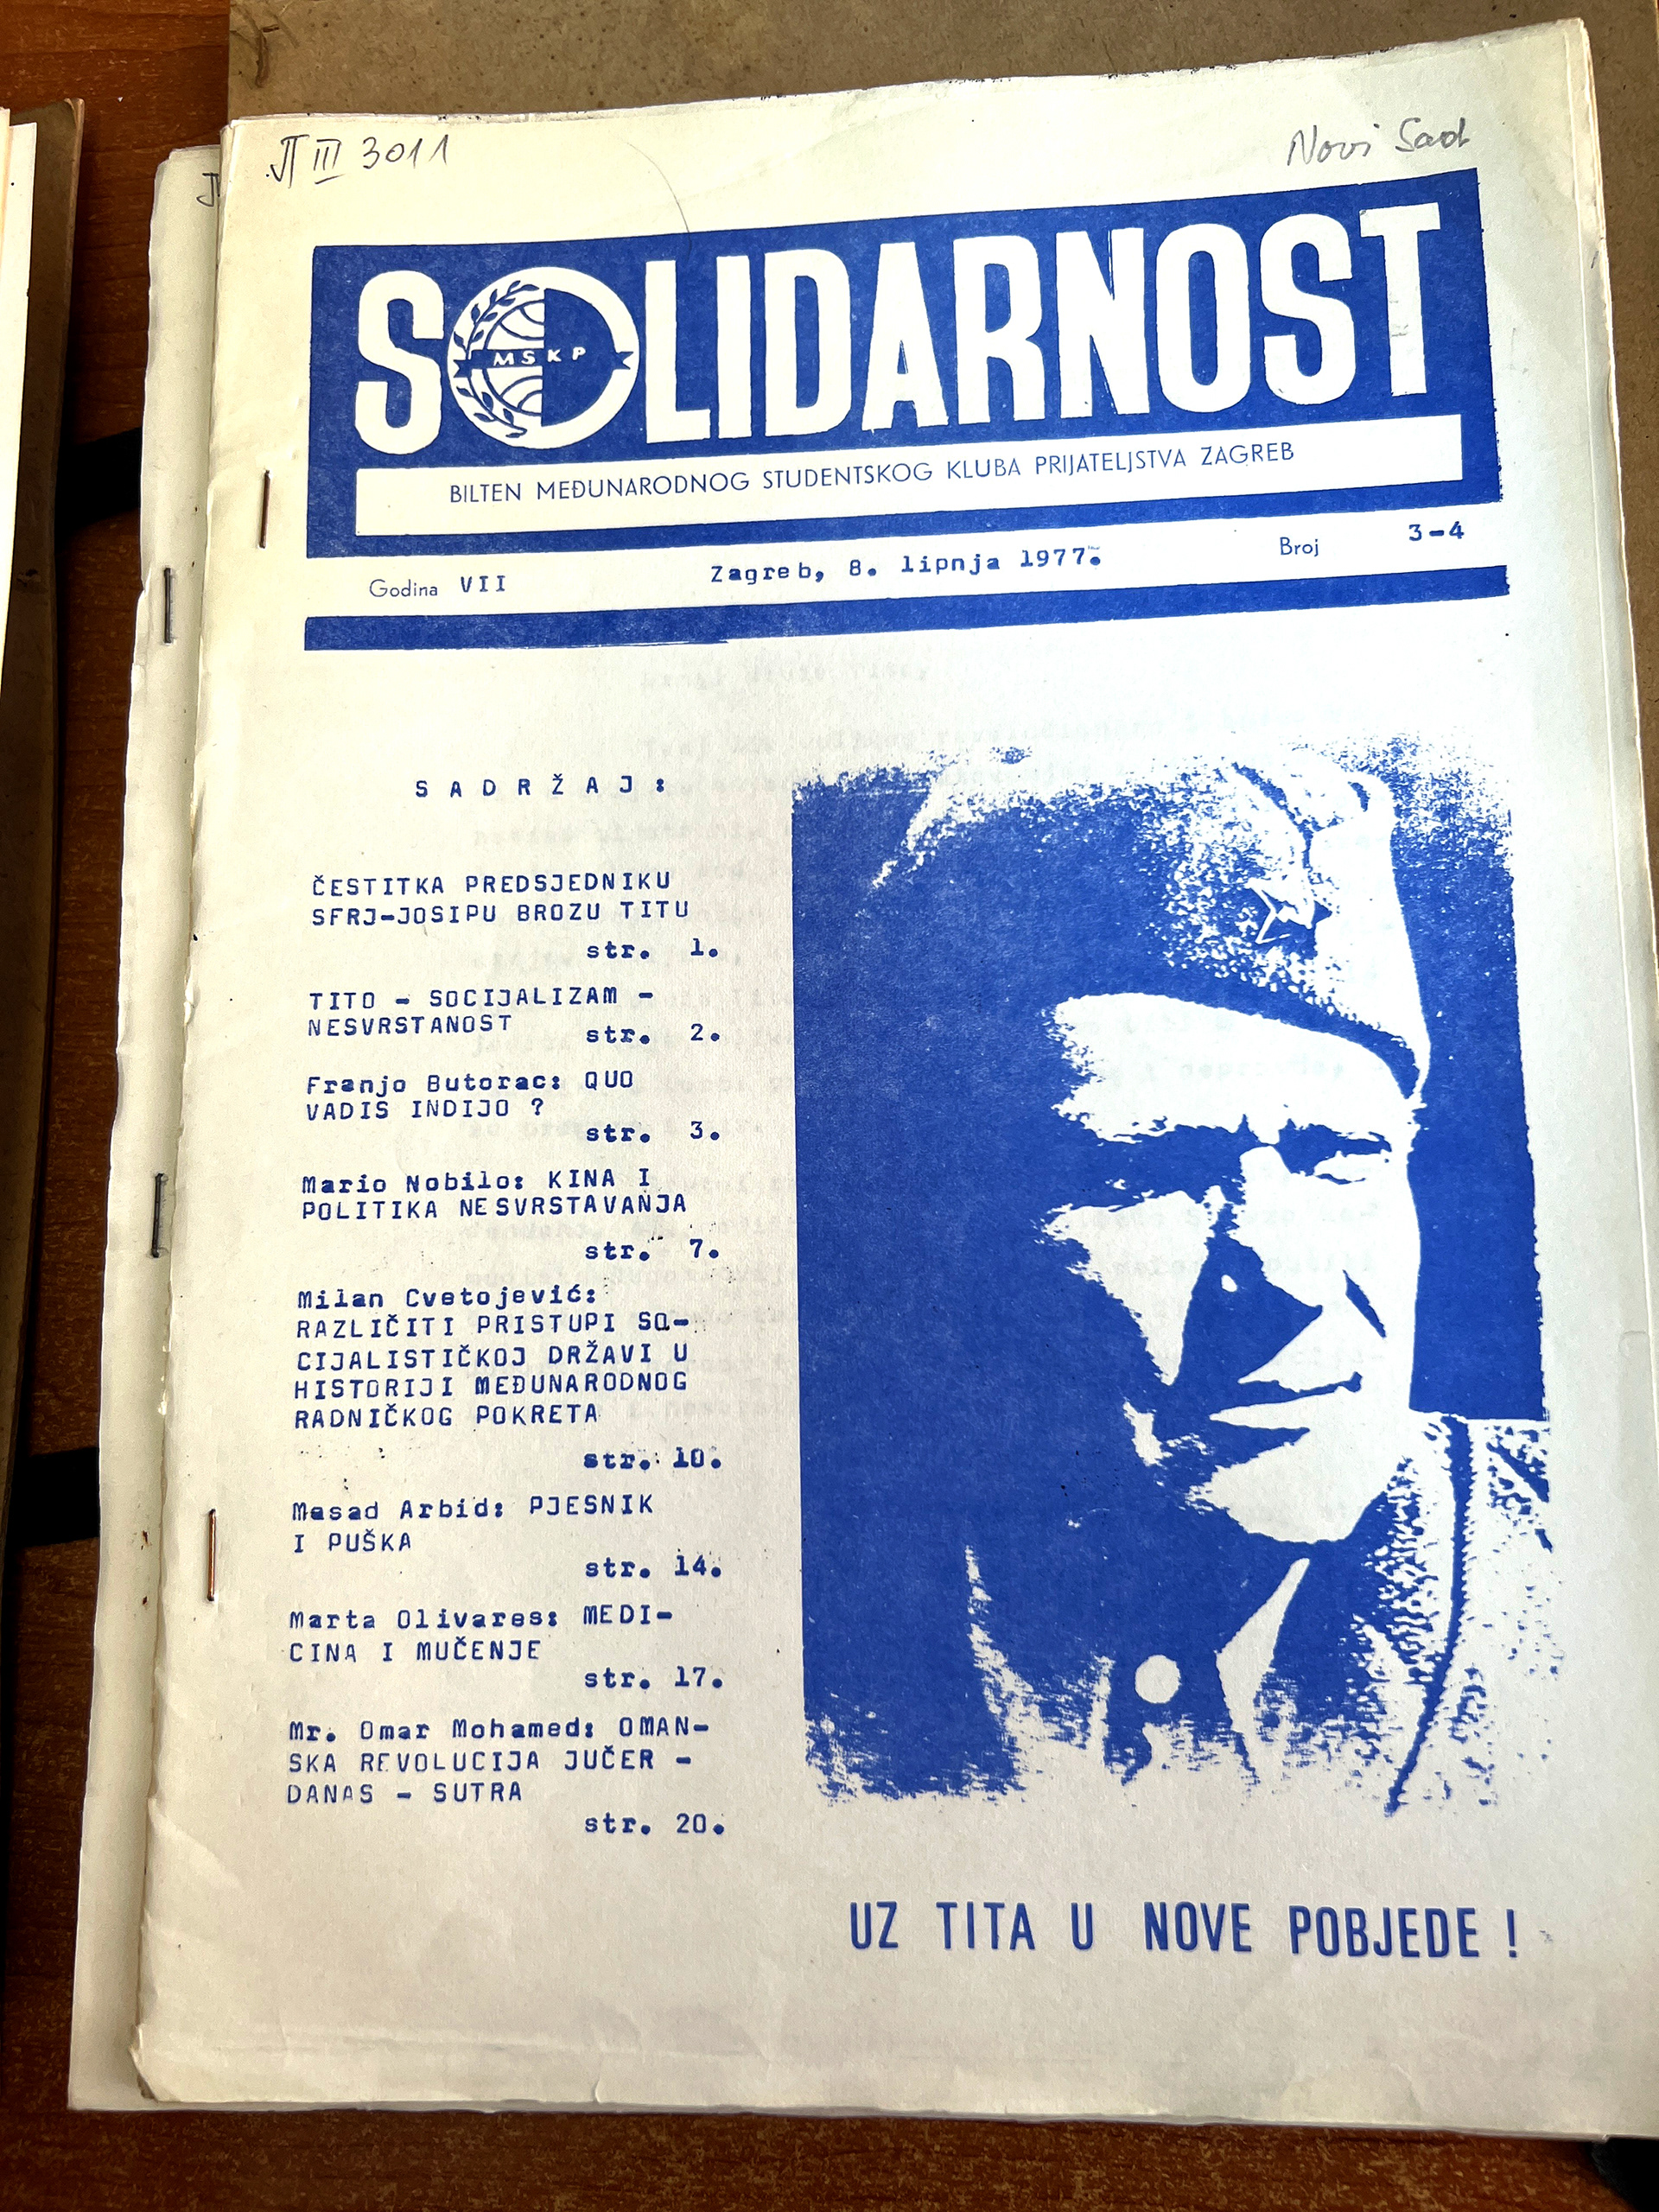 Л III 3011
Novi Sad
SOLIDARNOST
MSKP
BILTEN MEĐUNARODNOG STUDENTSKOG KLUBA PRIJATELJSTVA ZAGREB
Godina VII Zagreb, 8. lipnja 1977. Broj 3-4
SADRŽAJ:
ČESTITKA PREDSJEDNIKU
SFRJ-JOSIPU BROZU TITU
str. 1.
TITO - SOCIJALIZAM -
NESVRSTANOST str. 2.
Franjo Butorac: QUO
VADIS INDIJO ?
str. 3.
Mario Nobilo: KINA I
POLITIKA NESVRSTAVANJA
str. 7.
Milan Cvetojević:
RAZLIČITI PRISTUPI SO-
CIJALISTIČKOJ DRŽAVI U
HISTORIJI MEĐUNARODNOG
RADNIČKOG POKRETA
str. 10.
Masad Arbid: PJESNIK
I PUŠKA
str. 14.
Marta Olivares: MEDI-
CINA I MUČENJE
str. 17.
Mr. Omar Mohamed: OMAN-
SKA REVOLUCIJA JUČER -
DANAS - SUTRA
str. 20.
UZ TITA U NOVE POBJEDE !